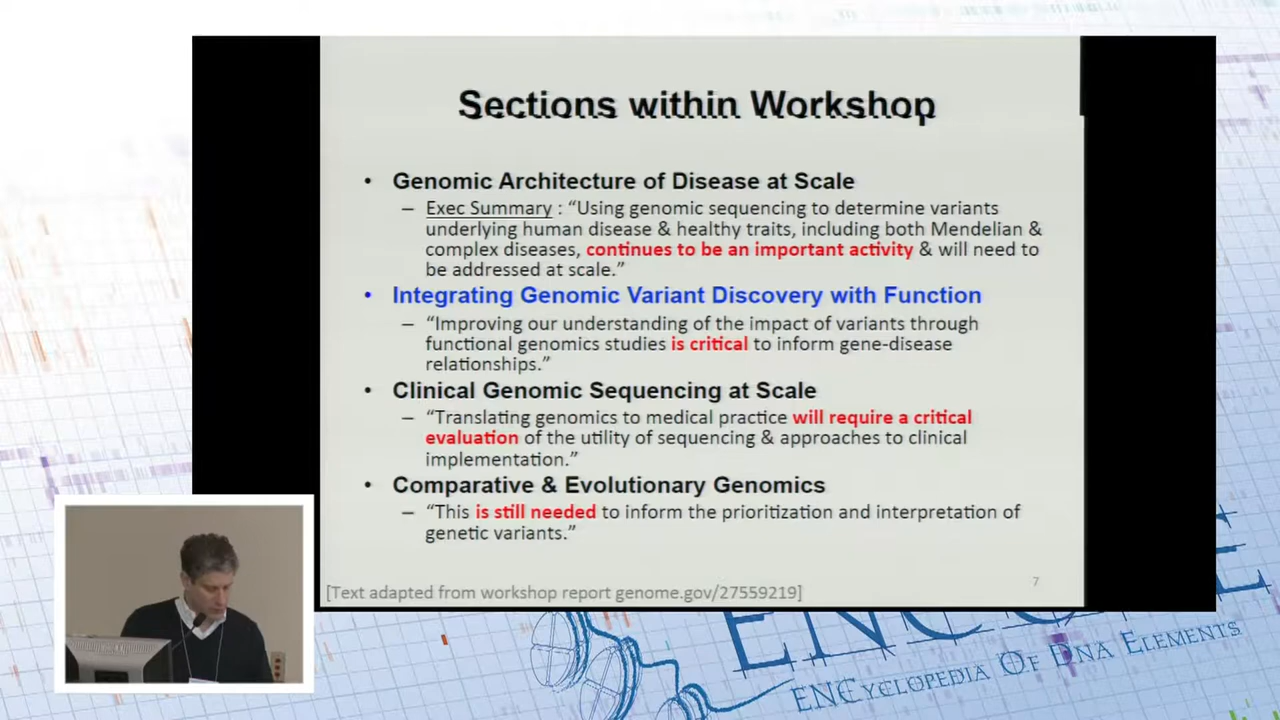 Sections within Workshop
• Genomic Architecture of Disease at Scale
– Exec Summary : “Using genomic sequencing to determine variants
underlying human disease & healthy traits, including both Mendelian &
complex diseases, continues to be an important activity & will need to
be addressed at scale.”
• Integrating Genomic Variant Discovery with Function
– “Improving our understanding of the impact of variants through
functional genomics studies is critical to inform gene-disease
relationships.”
• Clinical Genomic Sequencing at Scale
– “Translating genomics to medical practice will require a critical
evaluation of the utility of sequencing & approaches to clinical
implementation.”
• Comparative & Evolutionary Genomics
– “This is still needed to inform the prioritization and interpretation of
genetic variants.”
7
[Text adapted from workshop report genome.gov/27559219]
ENCODE
ENCYCLOPEDIA OF DNA ELEMENTS